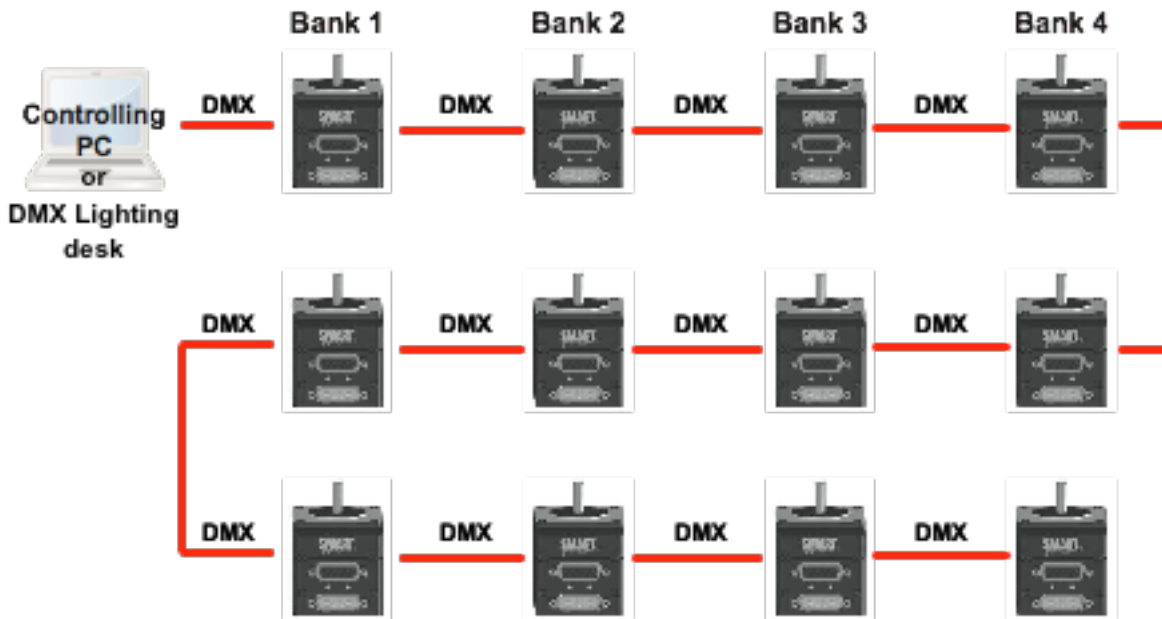 Bank 1 Bank 2 Bank 3 Bank 4
DMX DMX DMX DMX
Controlling
PC
or
DMX Lighting
desk
DMX DMX DMX DMX
DMX DMX DMX DMX